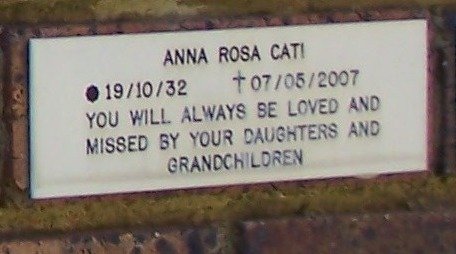 ANNA ROSA CATI
●19/10/32 †07/05/2007
YOU WILL ALWAYS BE LOVED AND
MISSED BY YOUR DAUGHTERS AND
GRANDCHILDREN